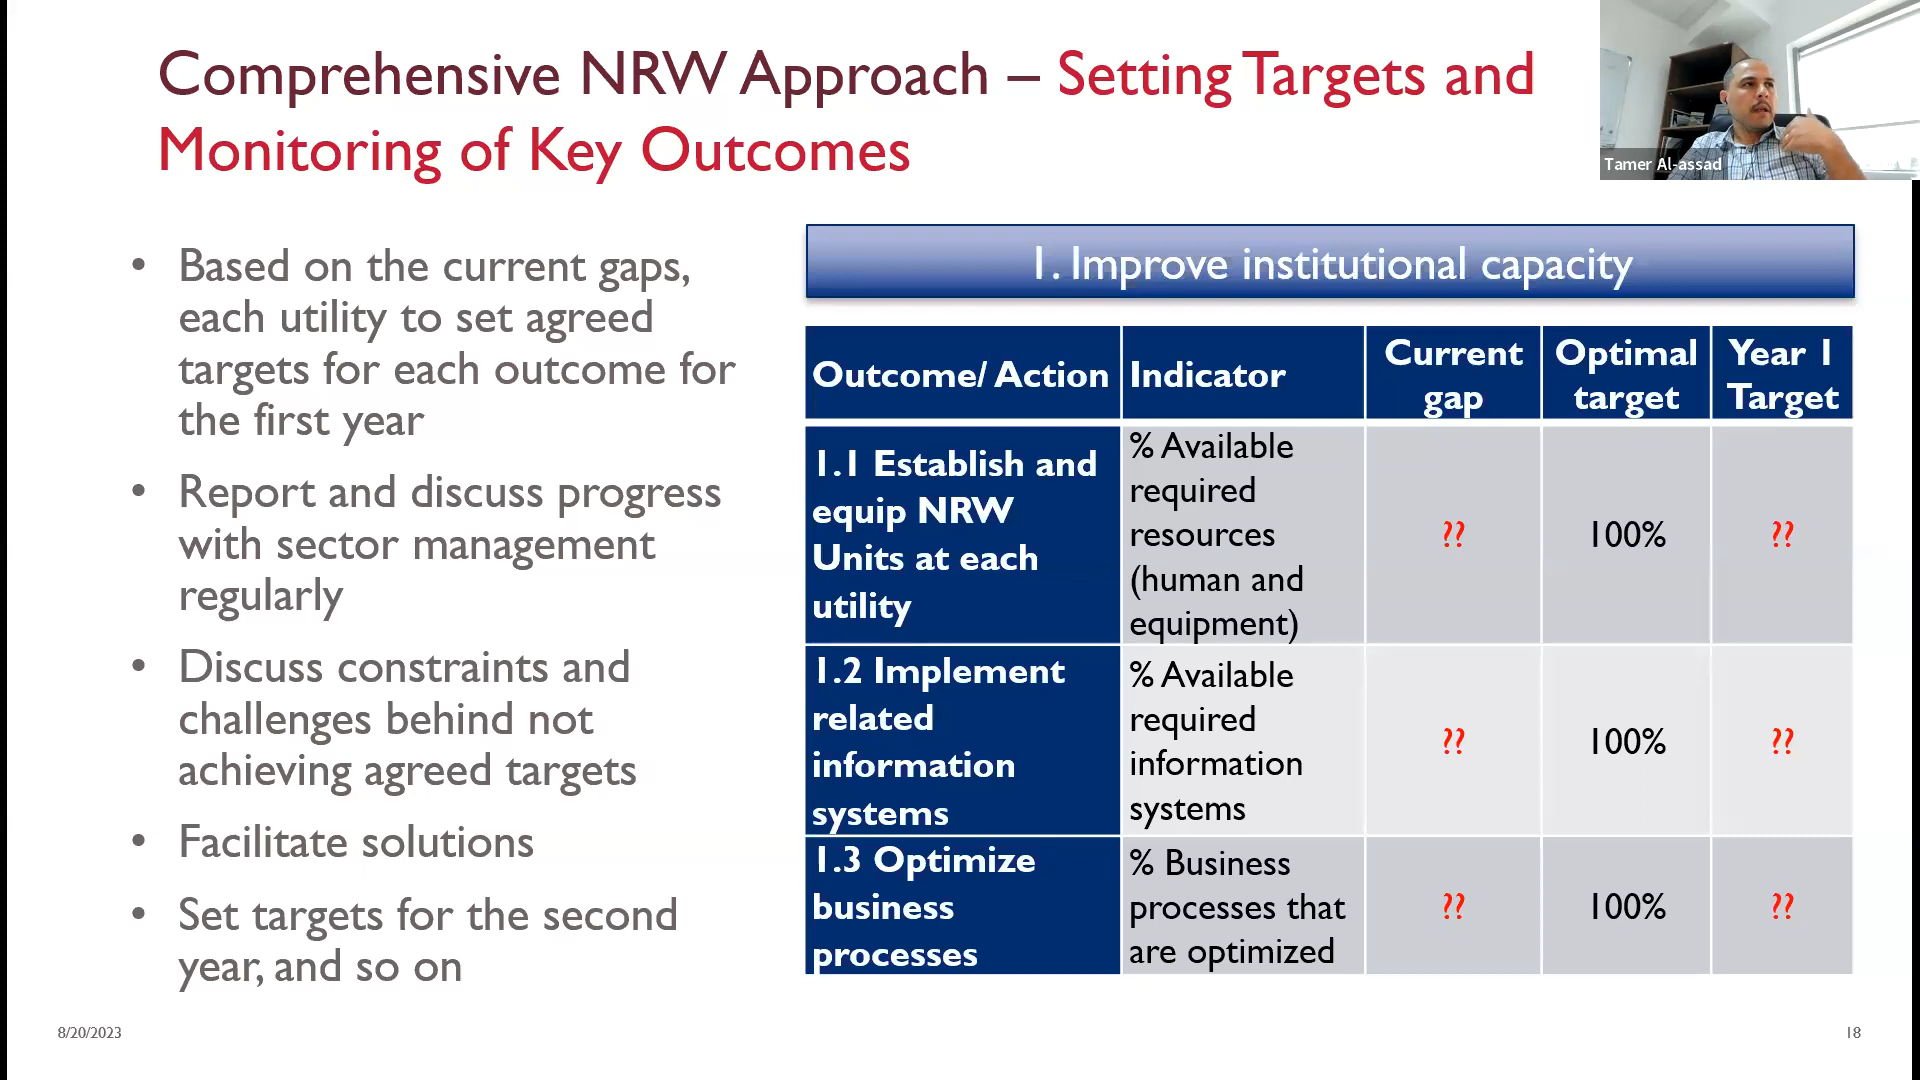 Comprehensive NRW Approach – Setting Targets and
Monitoring of Key Outcomes
Tamer Al-assad
• Based on the current gaps,
each utility to set agreed
targets for each outcome for
the first year
• Report and discuss progress
with sector management
regularly
• Discuss constraints and
challenges behind not
achieving agreed targets
• Facilitate solutions
• Set targets for the second
year, and so on
1. Improve institutional capacity
Outcome/ Action
Indicator
Current
gap
Optimal
target
Year 1
Target
1.1 Establish and
equip NRW
Units at each
utility
% Available
required
resources
(human and
equipment)
??
100%
??
1.2 Implement
related
information
systems
% Available
required
information
systems
??
100%
??
1.3 Optimize
business
processes
% Business
processes that
are optimized
??
100%
??
8/20/2023
18